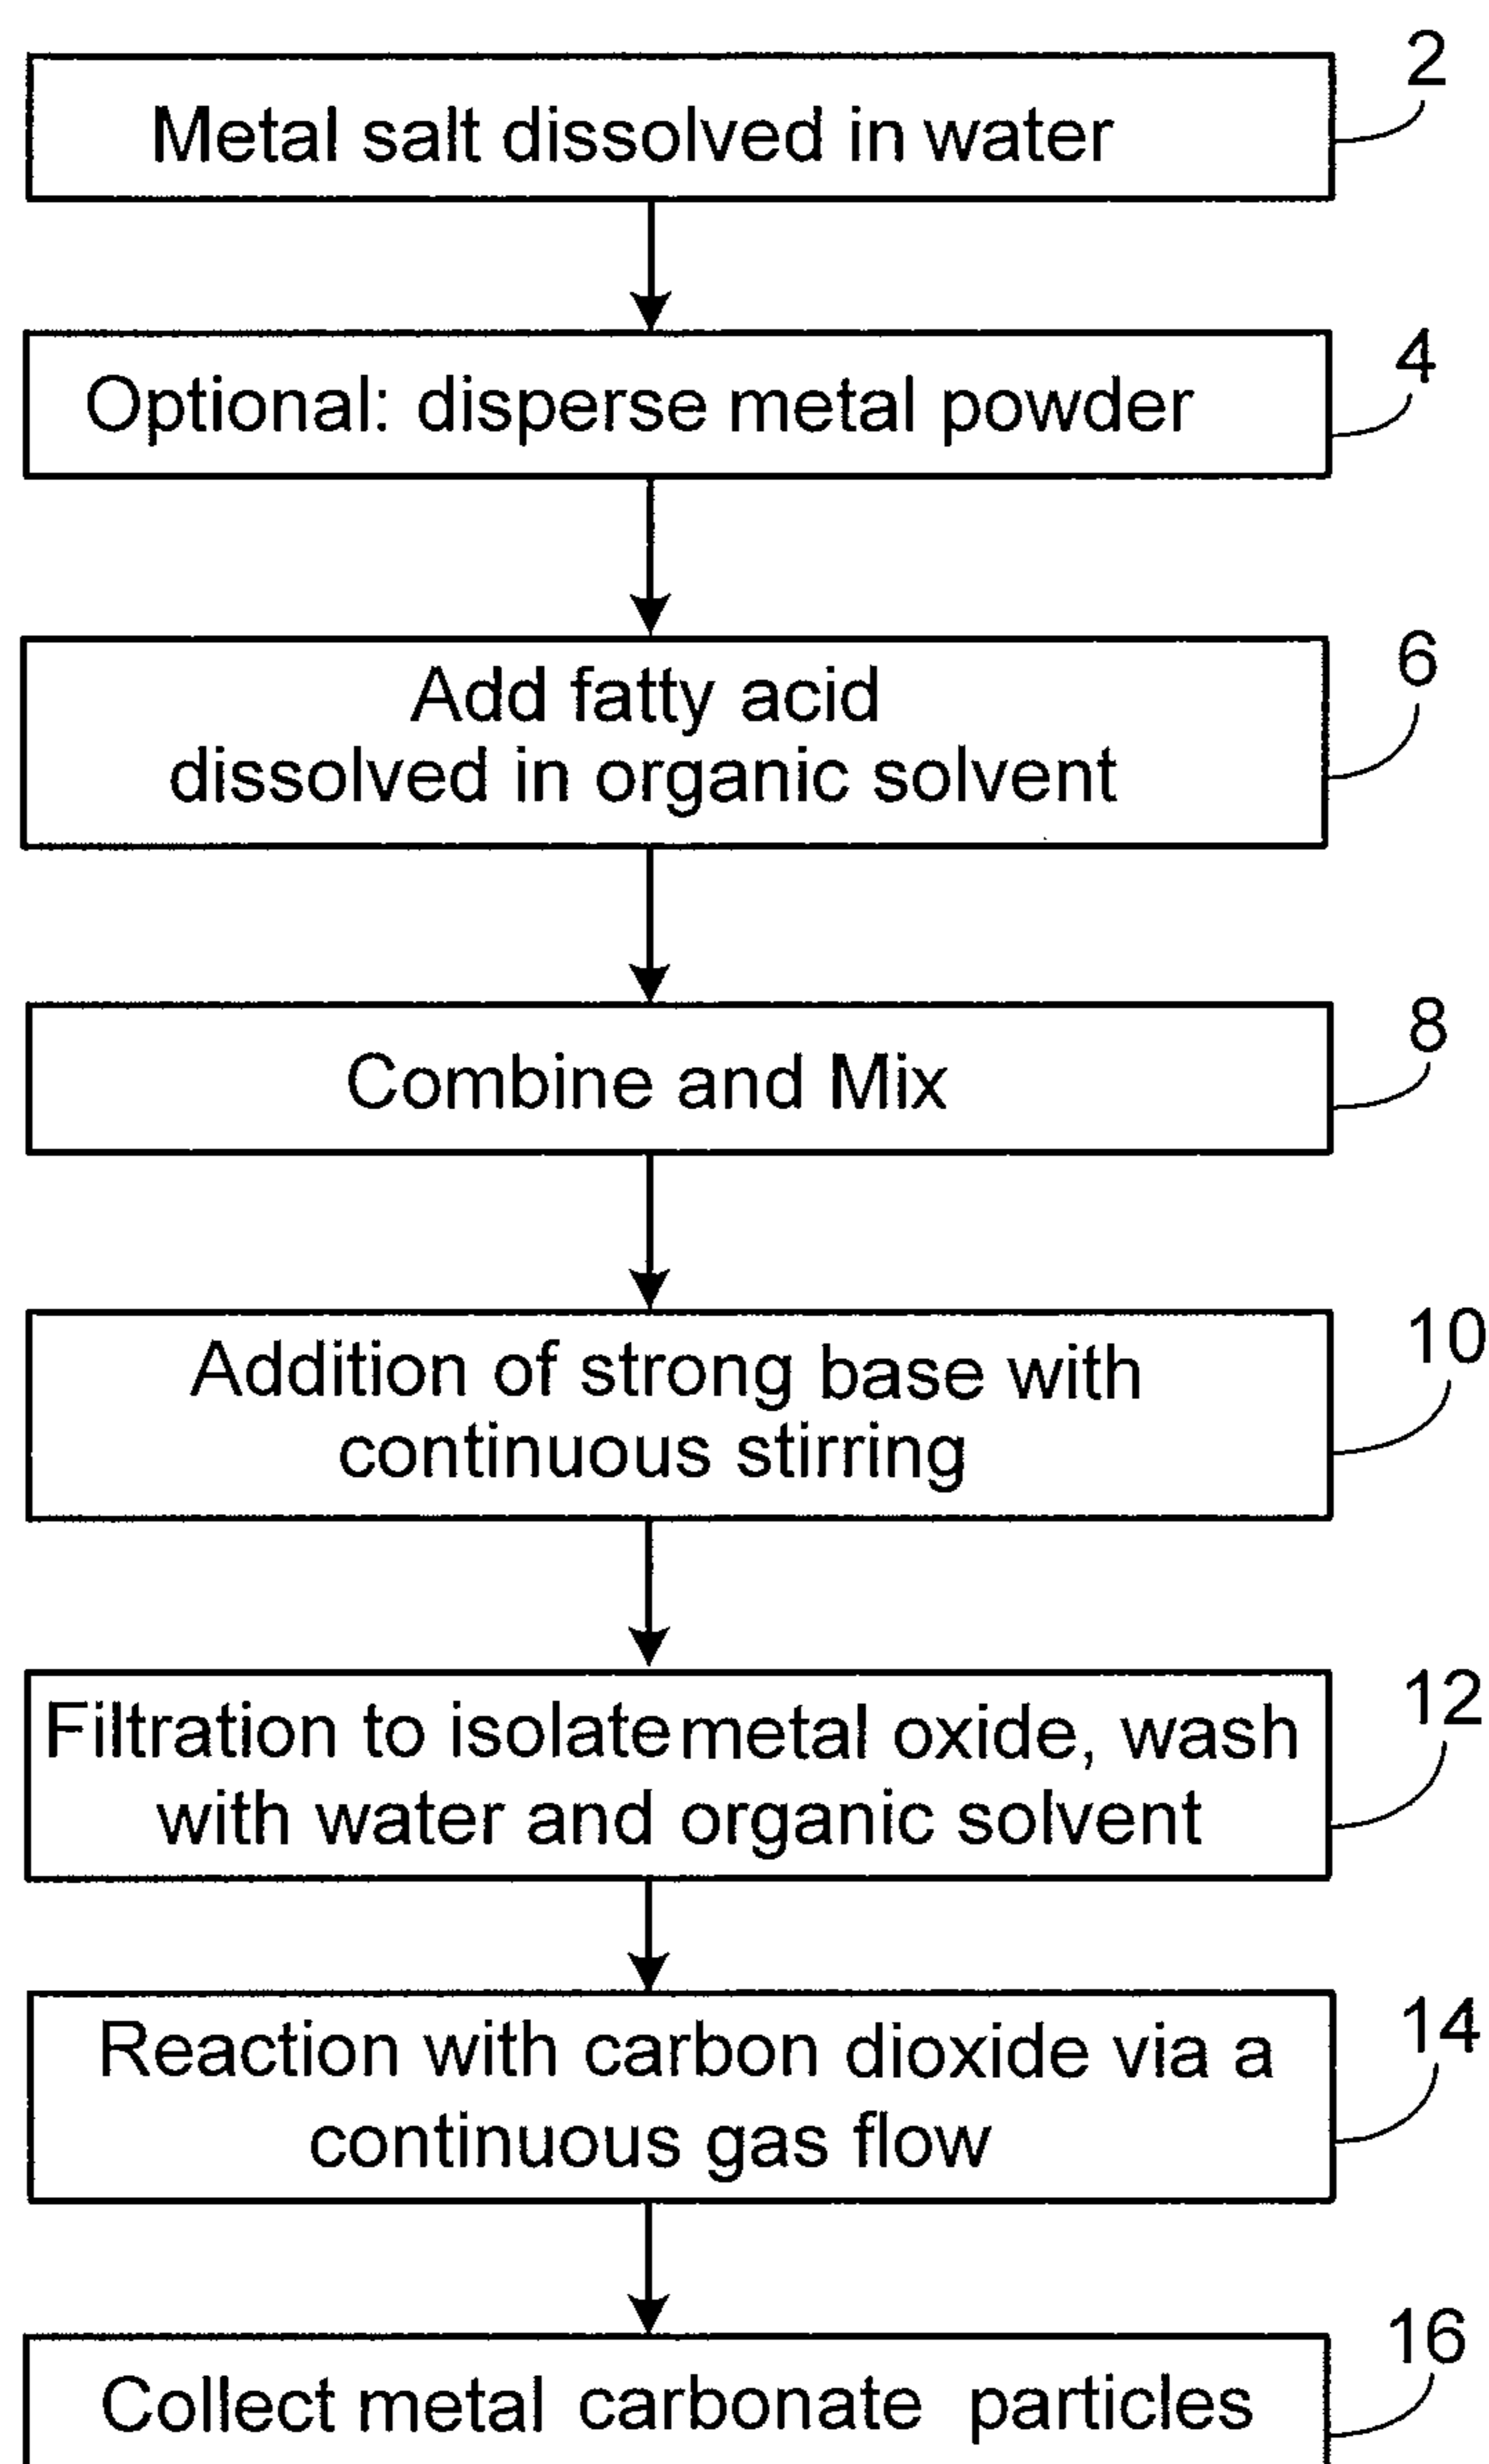 2
Metal salt dissolved in water
4
Optional: disperse metal powder
6
Add fatty acid
dissolved in organic solvent
8
Combine and Mix
10
Addition of strong base with
continuous stirring
12
Filtration to isolate metal oxide, wash
with water and organic solvent
14
Reaction with carbon dioxide via a
continuous gas flow
16
Collect metal carbonate particles